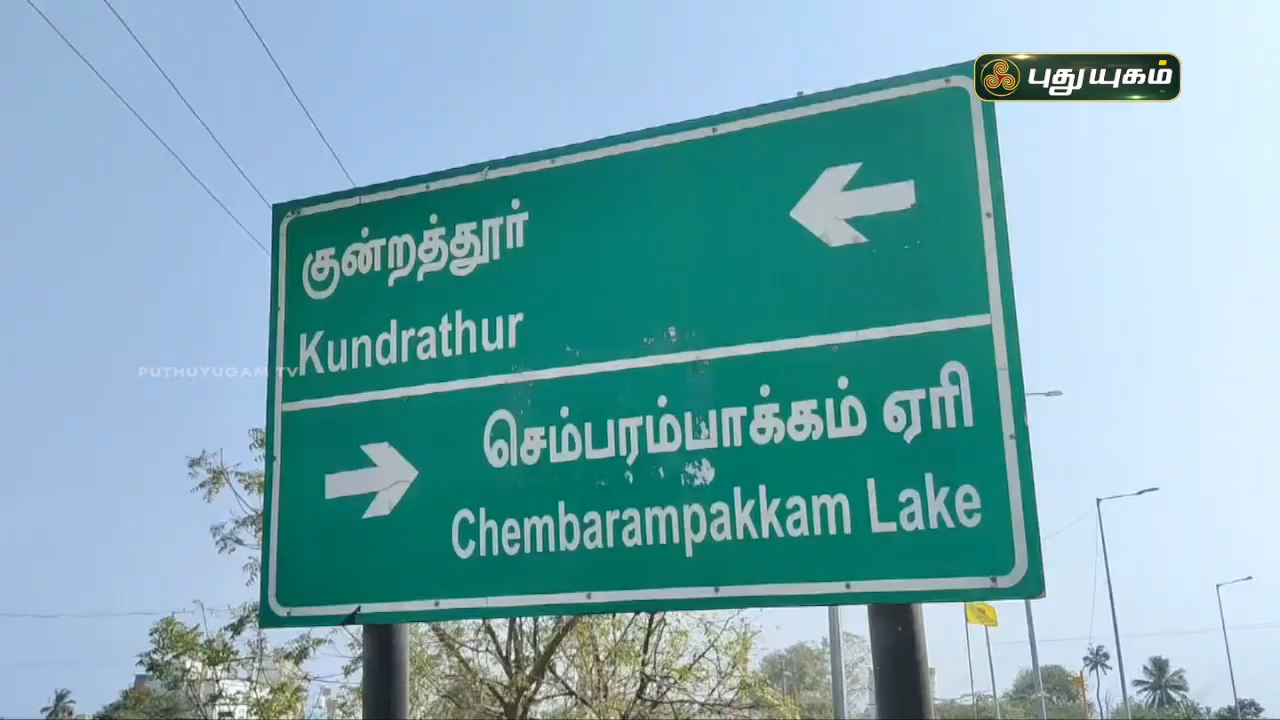 புதுயுகம்
குன்றத்தூர்
Kundrathur
PUTHUYUGAM TV
செம்பரம்பாக்கம் ஏரி
Chembarampakkam Lake